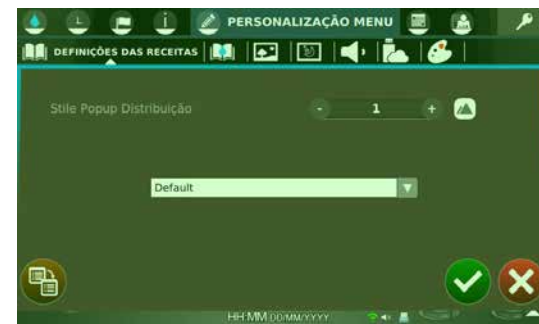 PERSONALIZAÇÃO MENU
DEFINIÇÕES DAS RECEITAS
Stile Popup Distribuição - 1 +
Default
HH:MM DD/MM/YYYY